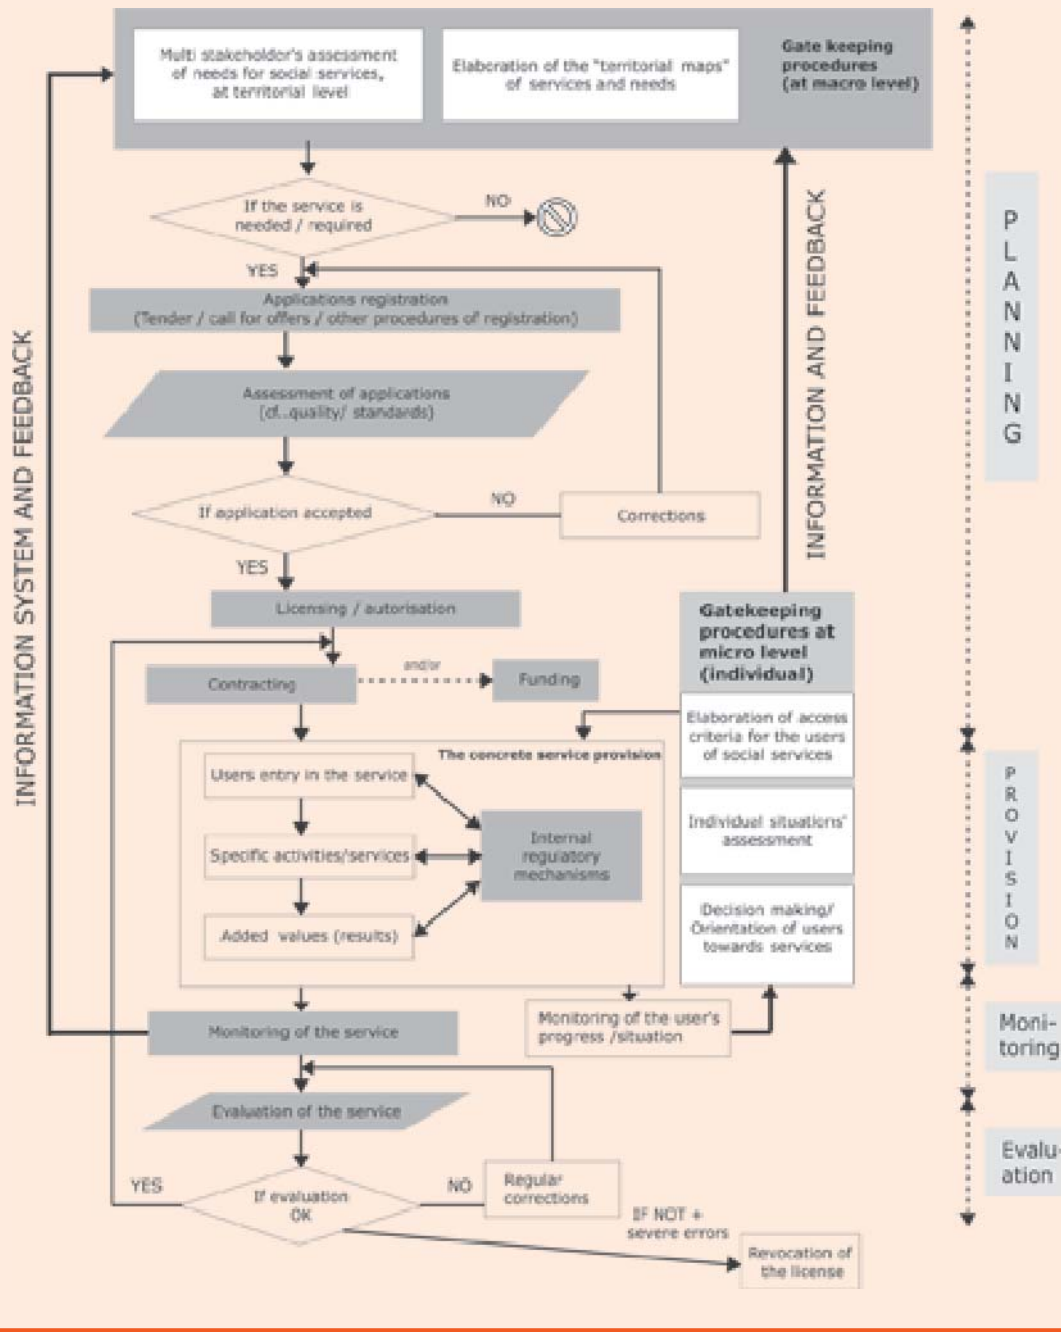 Multi stakeholder's assessment
of needs for social services,
at territorial level
Elaboration of the "territorial maps"
of services and needs
Gate keeping
procedures
(at macro level)
If the service is
needed / required
NO
YES
Applications registration
(Tender / call for offers / other procedures of registration)
Assessment of applications
(cf..quality/ standards)
If application accepted
NO
Corrections
YES
Licensing / autorisation
Contracting
and/or
Funding
INFORMATION SYSTEM AND FEEDBACK
INFORMATION AND FEEDBACK
Gatekeeping
procedures at
micro level
(individual)
Elaboration of access
criteria for the users
of social services
Individual situations'
assessment
Decision making/
Orientation of users
towards services
The concrete service provision
Users entry in the service
Specific activities/services
Added values (results)
Internal
regulatory
mechanisms
Monitoring of the service
Monitoring of the user's
progress /situation
Evaluation of the service
If evaluation
OK
YES
NO
Regular
corrections
IF NOT +
severe errors
Revocation of
the license
PLANNING
PROVISION
Moni-
toring
Evalu-
ation